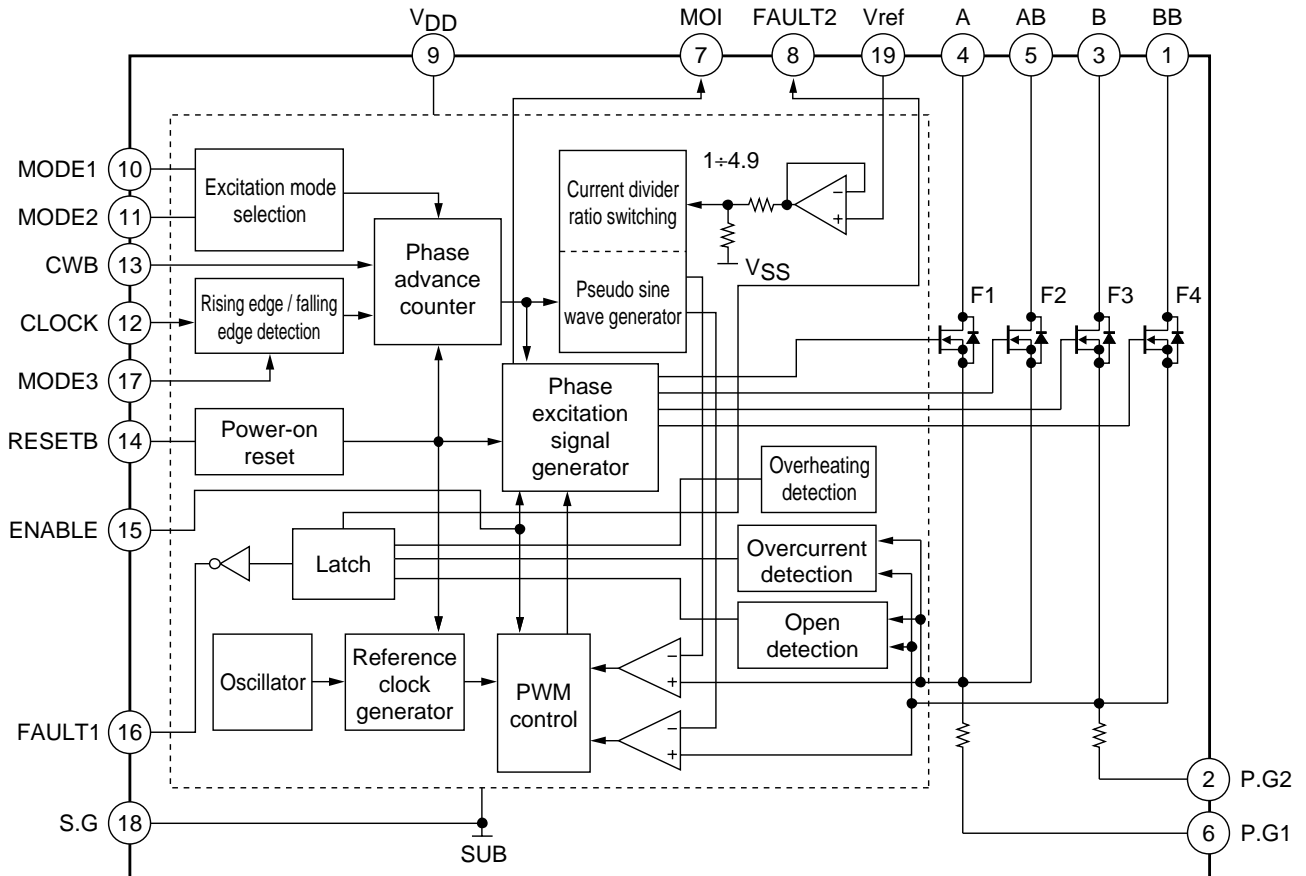 VDD
MOI
FAULT2
Vref
A
AB
B
BB
9
7
8
19
4
5
3
1
MODE1
10
MODE2
11
CWB
13
CLOCK
12
MODE3
17
RESETB
14
ENABLE
15
FAULT1
16
S.G
18
Excitation mode
selection
Phase
advance
counter
Rising edge / falling
edge detection
Power-on
reset
Current divider
ratio switching
Pseudo sine
wave generator
1÷4.9
-
+
VSS
F1
F2
F3
F4
Phase
excitation
signal
generator
Overheating
detection
Latch
Overcurrent
detection
Open
detection
Oscillator
Reference
clock
generator
PWM
control
-
+
-
+
2
P.G2
6
P.G1
SUB